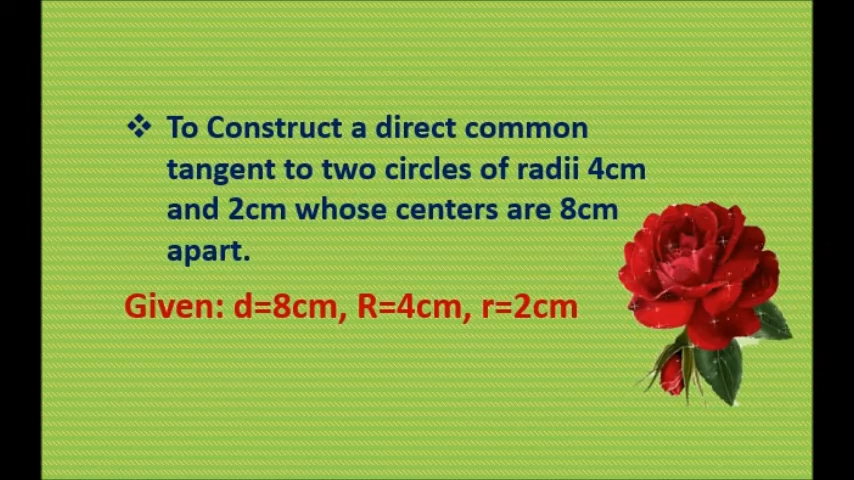 ❖ To Construct a direct common
tangent to two circles of radii 4cm
and 2cm whose centers are 8cm
apart.
Given: d=8cm, R=4cm, r=2cm